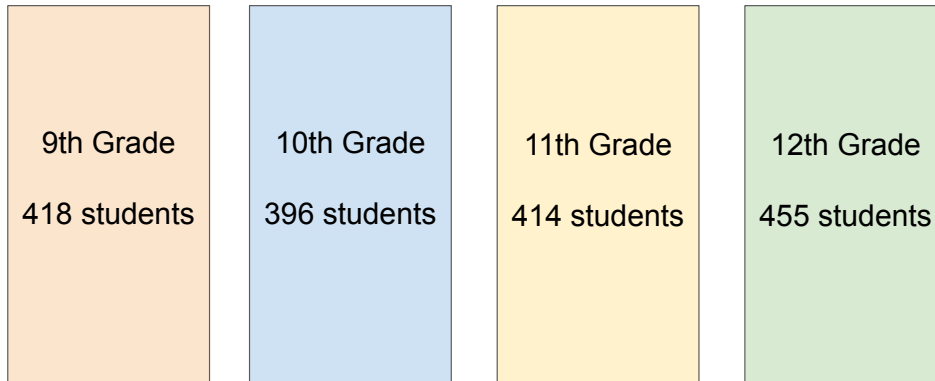 9th Grade
418 students
10th Grade
396 students
11th Grade
414 students
12th Grade
455 students